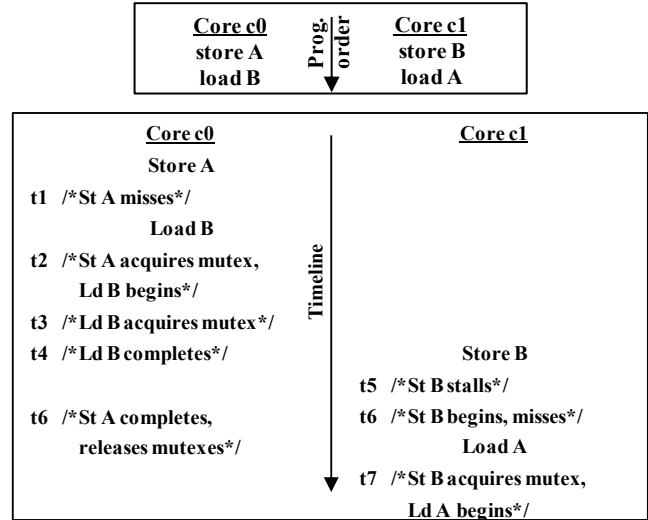 Core c0
store A
load B
Prog.
order
Core c1
store B
load A
Core c0
Store A
t1 /*St A misses*/
Load B
t2 /*St A acquires mutex,
Ld B begins*/
t3 /*Ld B acquires mutex*/
t4 /*Ld B completes*/
t6 /*St A completes,
releases mutexes*/
Timeline
Core c1
Store B
t5 /*St B stalls*/
t6 /*St B begins, misses*/
Load A
t7 /*St B acquires mutex,
Ld A begins*/